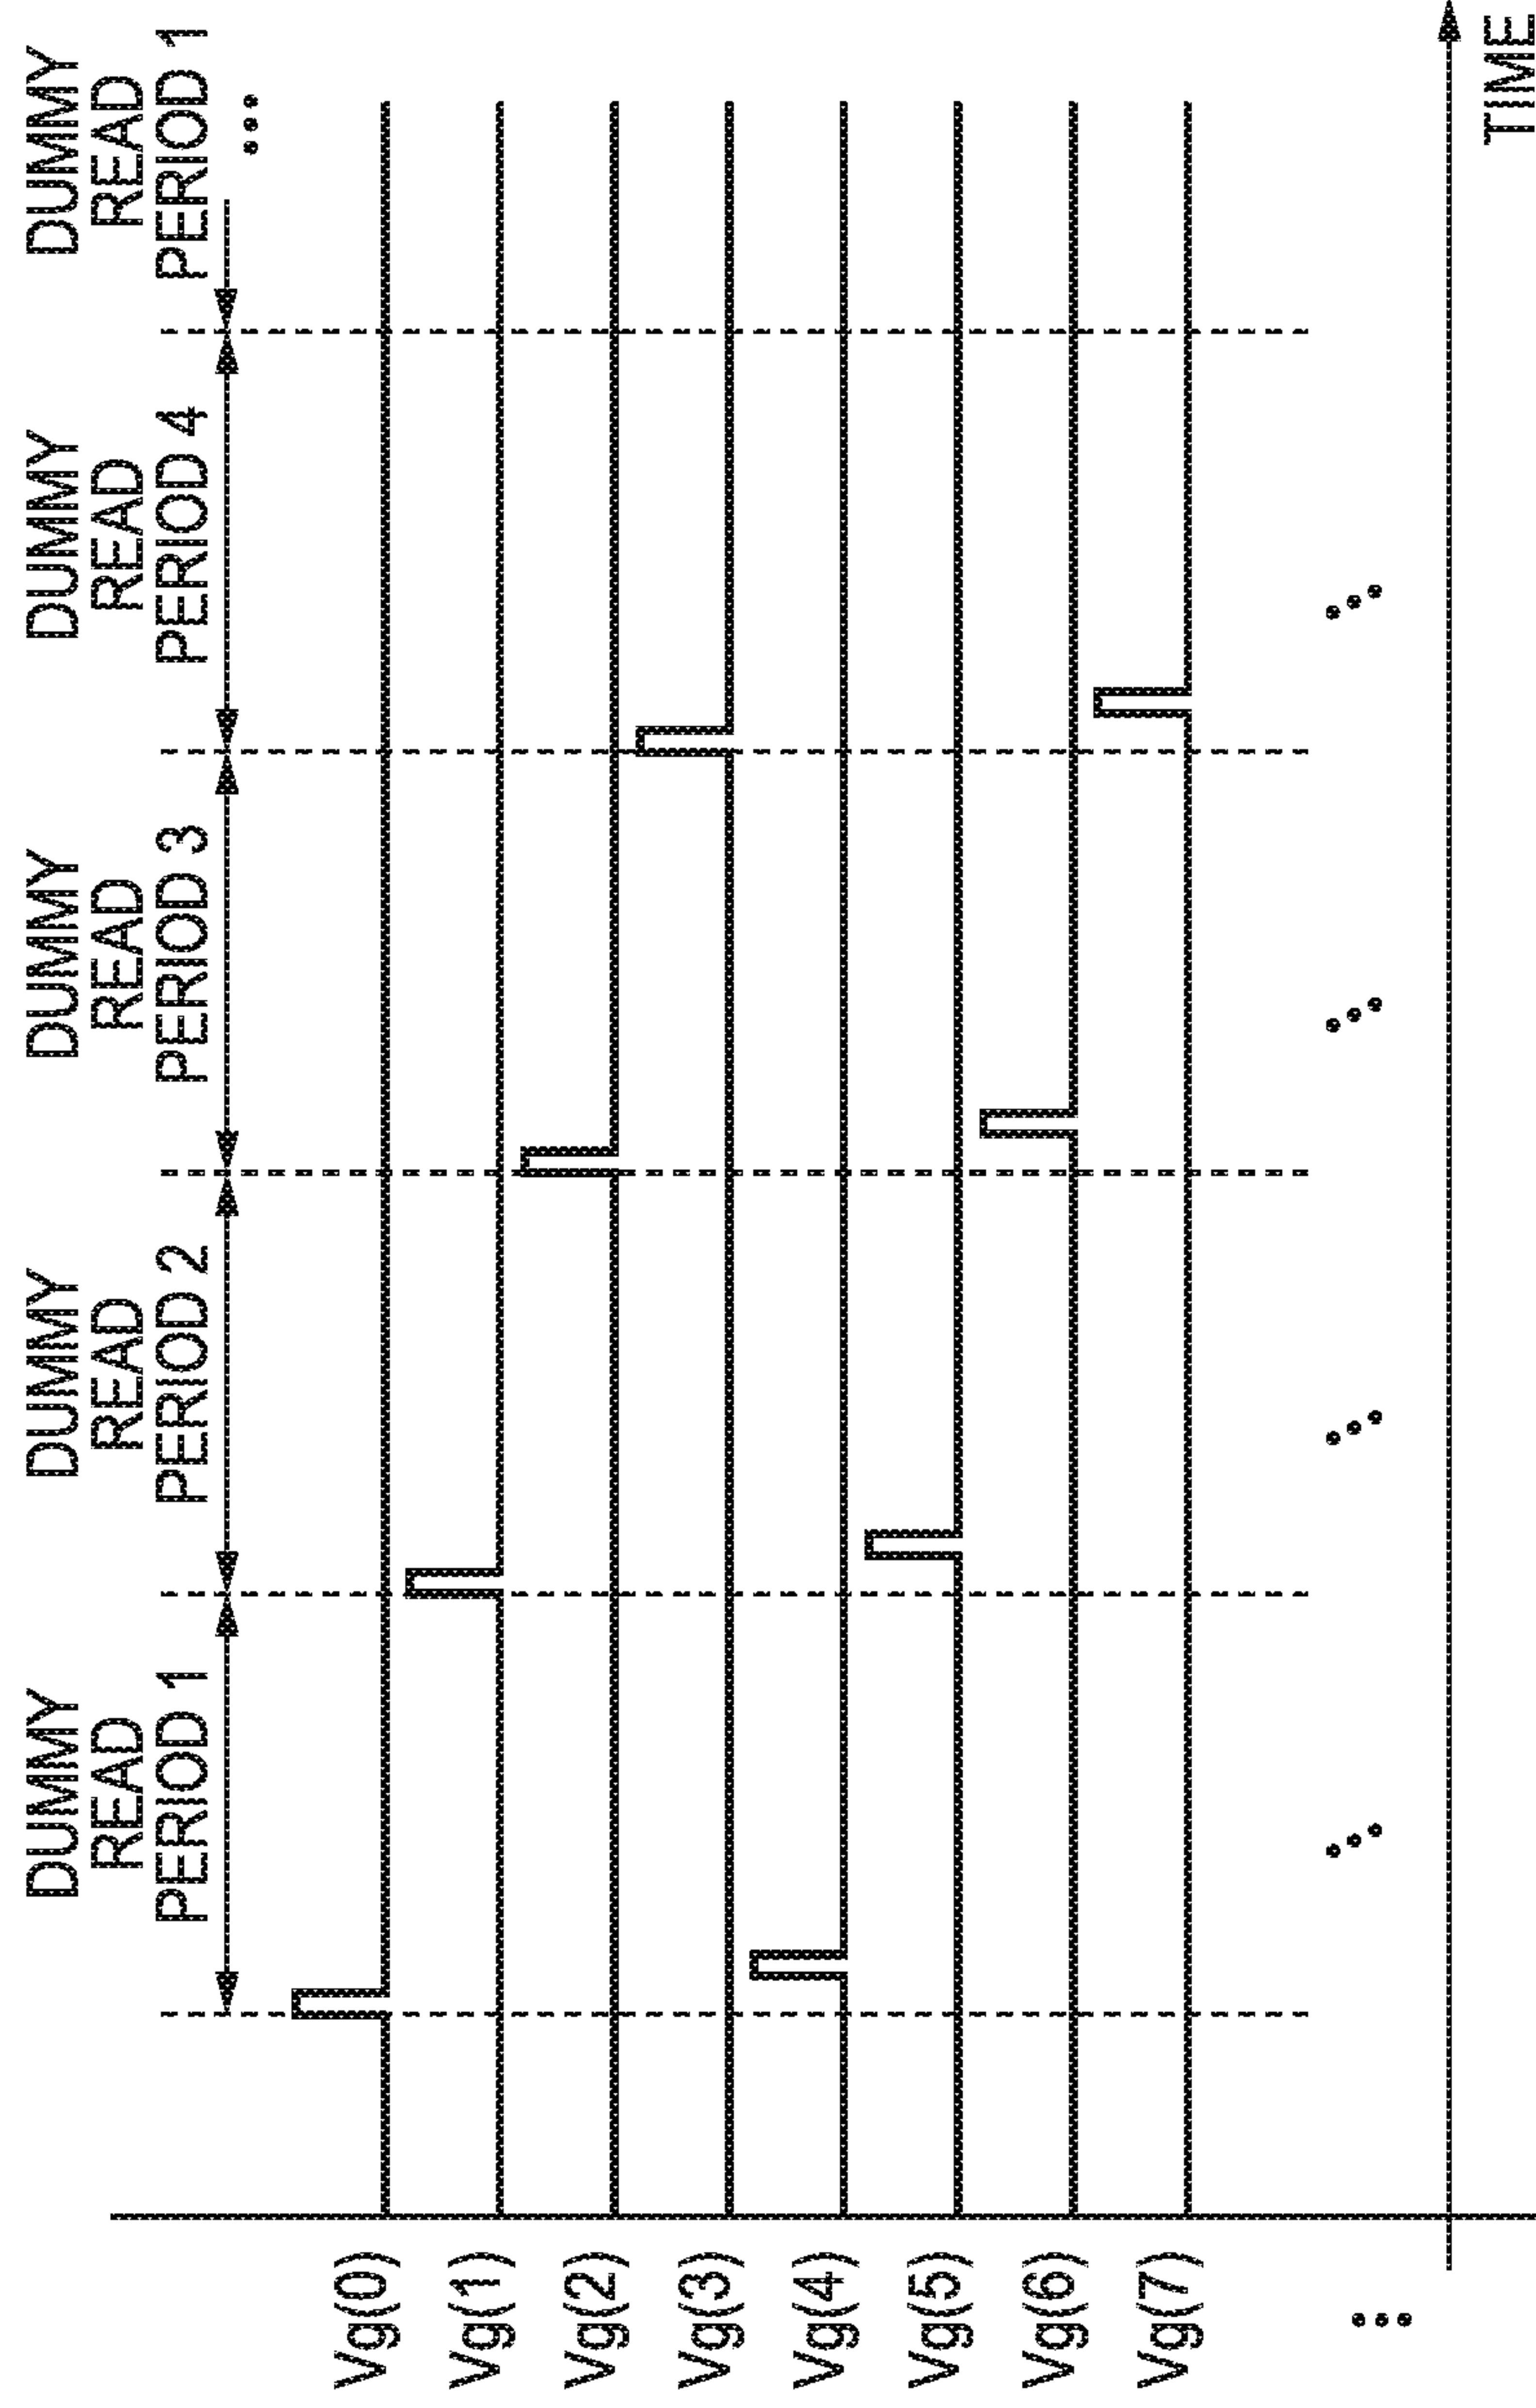 DUMMY
READ
PERIOD 1
DUMMY
READ
PERIOD 2
DUMMY
READ
PERIOD 3
DUMMY
READ
PERIOD 4
DUMMY
READ
PERIOD 1
...
Vg(0)
Vg(1)
Vg(2)
Vg(3)
Vg(4)
Vg(5)
Vg(6)
Vg(7)
...
TIME